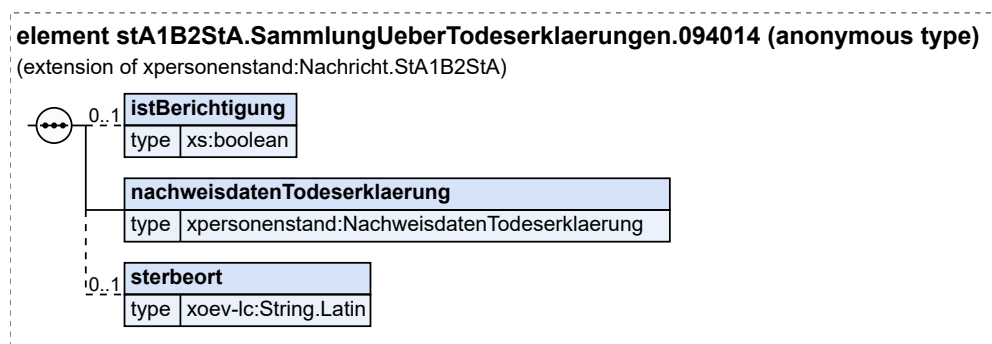 element stA1B2StA.SammlungUeberTodeserklaerungen.094014 (anonymous type)
(extension of xpersonenstand:Nachricht.StA1B2StA)
0..1 istBerichtigung
type xs:boolean
nachweisdatenTodeserklaerung
type xpersonenstand:NachweisdatenTodeserklaerung
0..1 sterbeort
type xoev-lc:String.Latin